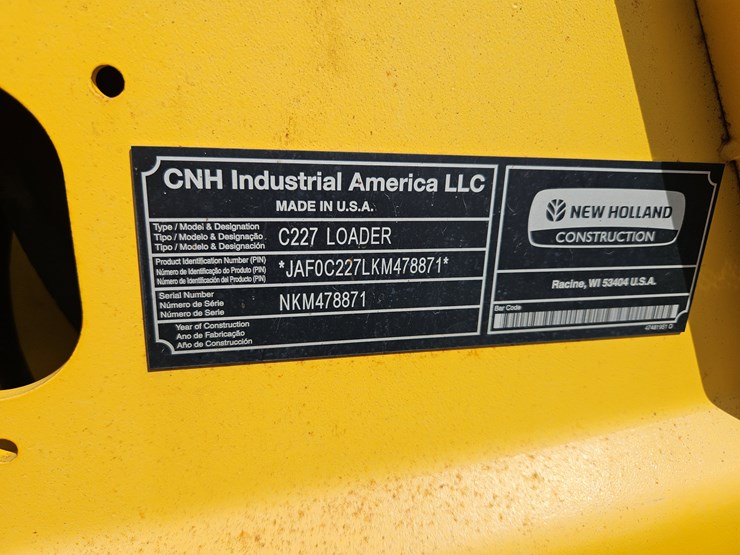 CNH Industrial America LLC
MADE IN U.S.A.
Type / Model & Designation
Tipo / Modelo & Designação
Tipo / Modelo & Designación
C227 LOADER
Product Identification Number (PIN)
Número de Identificação do Produto (PIN)
Número de Identificación del Producto (PIN)
*JAF0C227LKM478871*
Serial Number
Número de Série
Número de Serie
NKM478871
Year of Construction
Ano de Fabricação
Año de Construcción
NEW HOLLAND
CONSTRUCTION
Racine, WI 53404 U.S.A.
Bar Code